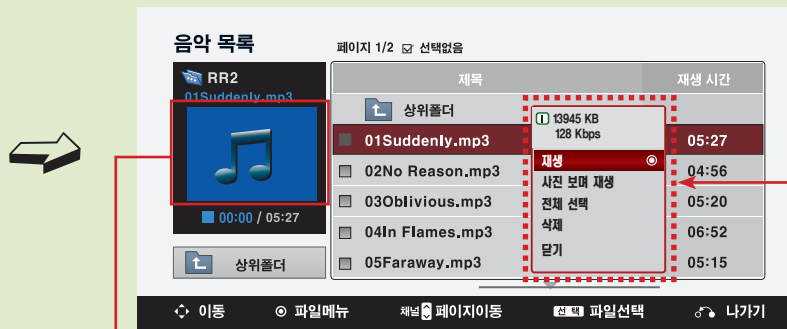 음악 목록
페이지 1/2 선택없음
RR2
01Suddenly.mp3
00:00 / 05:27
상위폴더
제목 재생 시간
상위폴더
01Suddenly.mp3 05:27
02No Reason.mp3 04:56
03Oblivious.mp3 05:20
04In Flames.mp3 06:52
05Faraway.mp3 05:15
13945 KB
128 Kbps
재생
사진 보며 재생
전체 선택
삭제
닫기
이동 파일메뉴 채널 페이지이동 선택 파일선택 나가기